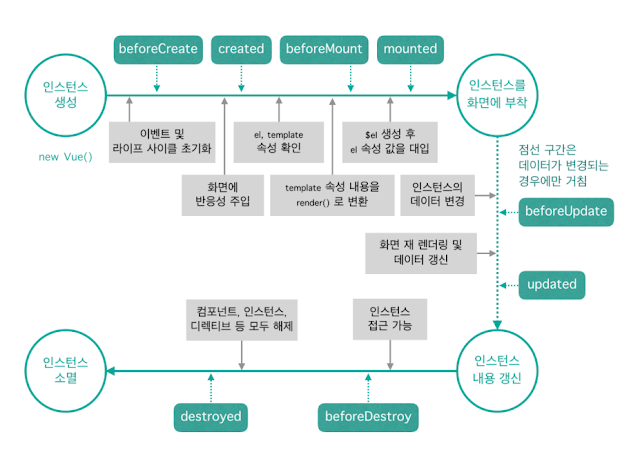 beforeCreate
created
beforeMount
mounted
인스턴스
생성
인스턴스를
화면에 부착
new Vue()
이벤트 및
라이프 사이클 초기화
el, template
속성 확인
$el 생성 후
el 속성 값을 대입
화면에
반응성 주입
template 속성 내용을
render() 로 변환
인스턴스의
데이터 변경
점선 구간은
데이터가 변경되는
경우에만 거침
beforeUpdate
화면 재 렌더링 및
데이터 갱신
updated
컴포넌트, 인스턴스,
디렉티브 등 모두 해제
인스턴스
접근 가능
인스턴스
소멸
인스턴스
내용 갱신
destroyed
beforeDestroy